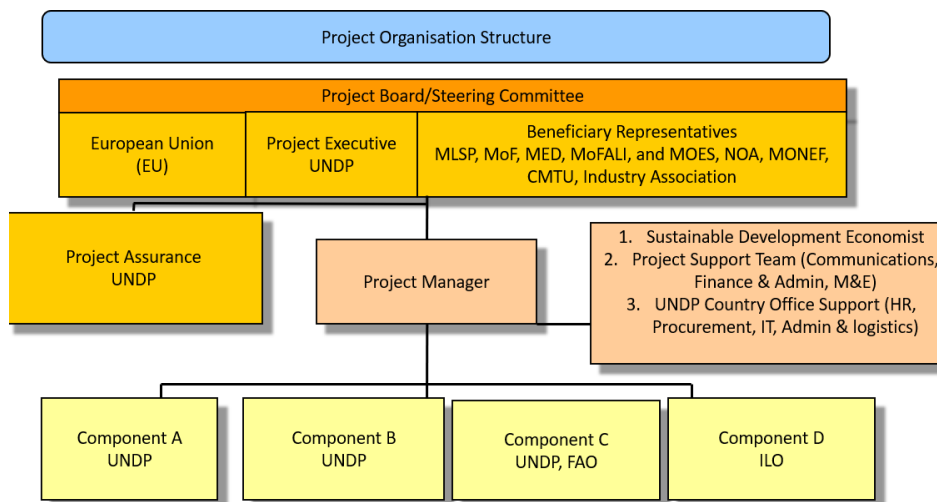 Project Organisation Structure
Project Board/Steering Committee
European Union
(EU)
Project Executive
UNDP
Beneficiary Representatives
MLSP, MoF, MED, MoFALI, and MOES, NOA, MONEF,
CMTU, Industry Association
Project Assurance
UNDP
Project Manager
1. Sustainable Development Economist
2. Project Support Team (Communications,
Finance & Admin, M&E)
3. UNDP Country Office Support (HR,
Procurement, IT, Admin & logistics)
Component A
UNDP
Component B
UNDP
Component C
UNDP, FAO
Component D
ILO